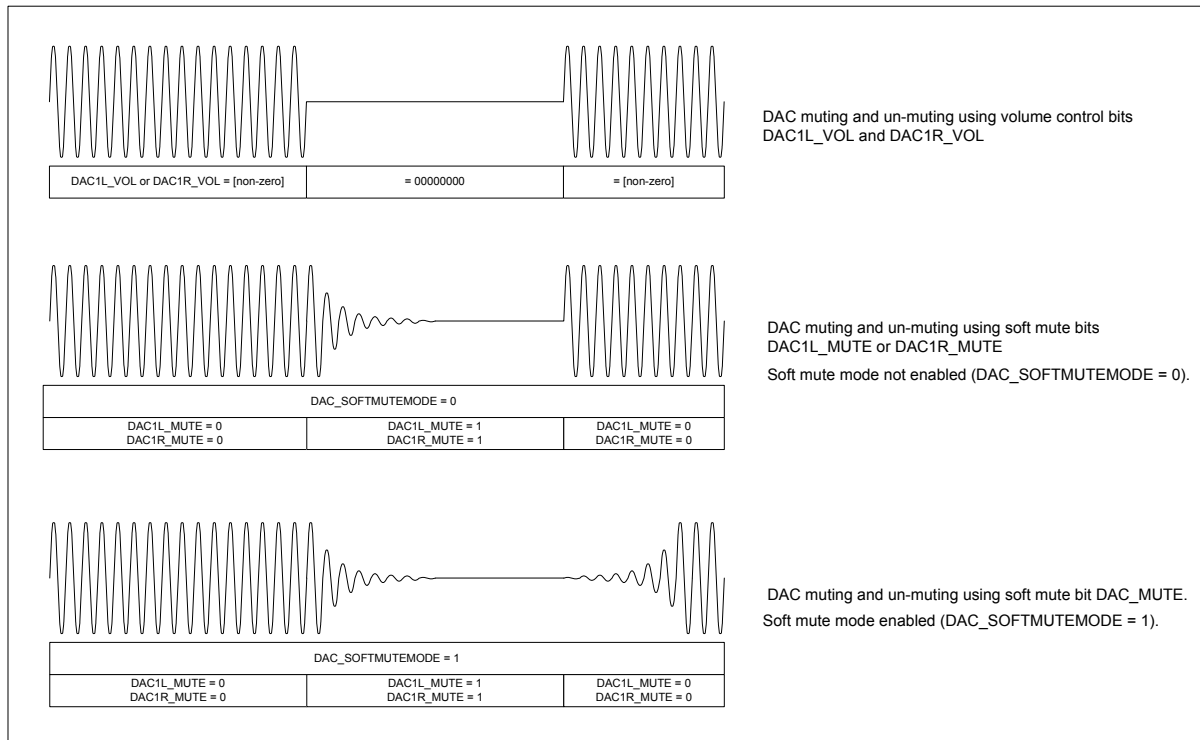 DAC muting and un-muting using volume control bits
DAC1L_VOL and DAC1R_VOL
DAC1L_VOL or DAC1R_VOL = [non-zero]
= 00000000
= [non-zero]
DAC muting and un-muting using soft mute bits
DAC1L_MUTE or DAC1R_MUTE
Soft mute mode not enabled (DAC_SOFTMUTEMODE = 0).
DAC_SOFTMUTEMODE = 0
DAC1L_MUTE = 0
DAC1R_MUTE = 0
DAC1L_MUTE = 1
DAC1R_MUTE = 1
DAC1L_MUTE = 0
DAC1R_MUTE = 0
DAC muting and un-muting using soft mute bit DAC_MUTE.
Soft mute mode enabled (DAC_SOFTMUTEMODE = 1).
DAC_SOFTMUTEMODE = 1
DAC1L_MUTE = 0
DAC1R_MUTE = 0
DAC1L_MUTE = 1
DAC1R_MUTE = 1
DAC1L_MUTE = 0
DAC1R_MUTE = 0